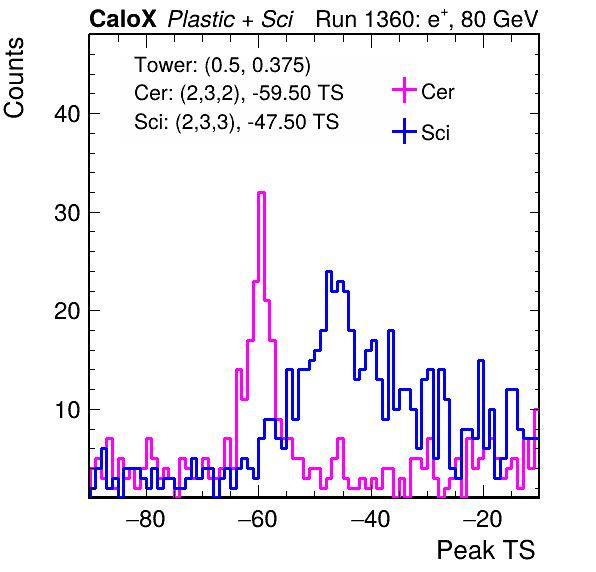 CaloX Plastic + Sci Run 1360: e+, 80 GeV
Counts
Tower: (0.5, 0.375)
Cer: (2,3,2), -59.50 TS
Sci: (2,3,3), -47.50 TS
Cer
Sci
40
30
20
10
−80 −60 −40 −20
Peak TS